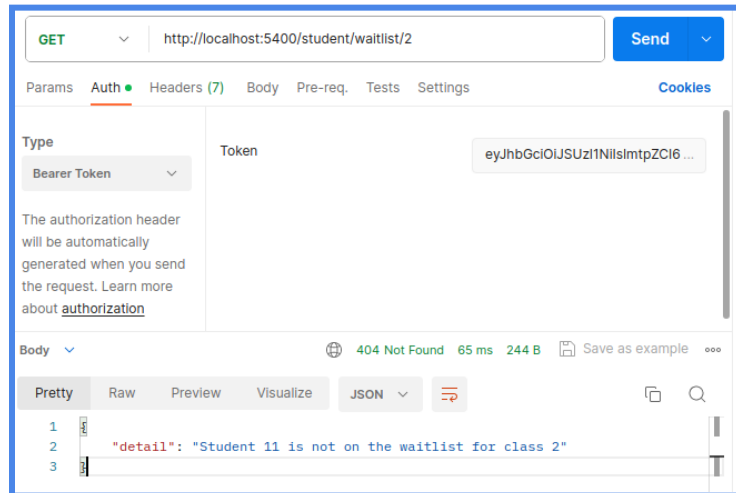 GET http://localhost:5400/student/waitlist/2 Send
Params Auth Headers (7) Body Pre-req. Tests Settings Cookies
Type
Bearer Token
The authorization header
will be automatically
generated when you send
the request. Learn more
about authorization
Token eyJhbGciOiJSUzI1NiIsImtpZCI6 ...
Body 404 Not Found 65 ms 244 B Save as example
Pretty Raw Preview Visualize JSON
1 {
2 "detail": "Student 11 is not on the waitlist for class 2"
3 }